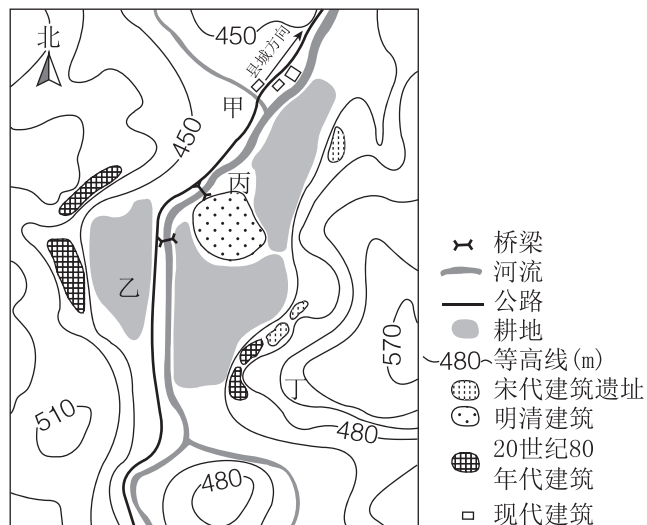 北
450
县城方向
甲
450
丙
乙
570
丁
510
480
480
桥梁
河流
公路
耕地
480 等高线(m)
宋代建筑遗址
明清建筑
20世纪80
年代建筑
现代建筑